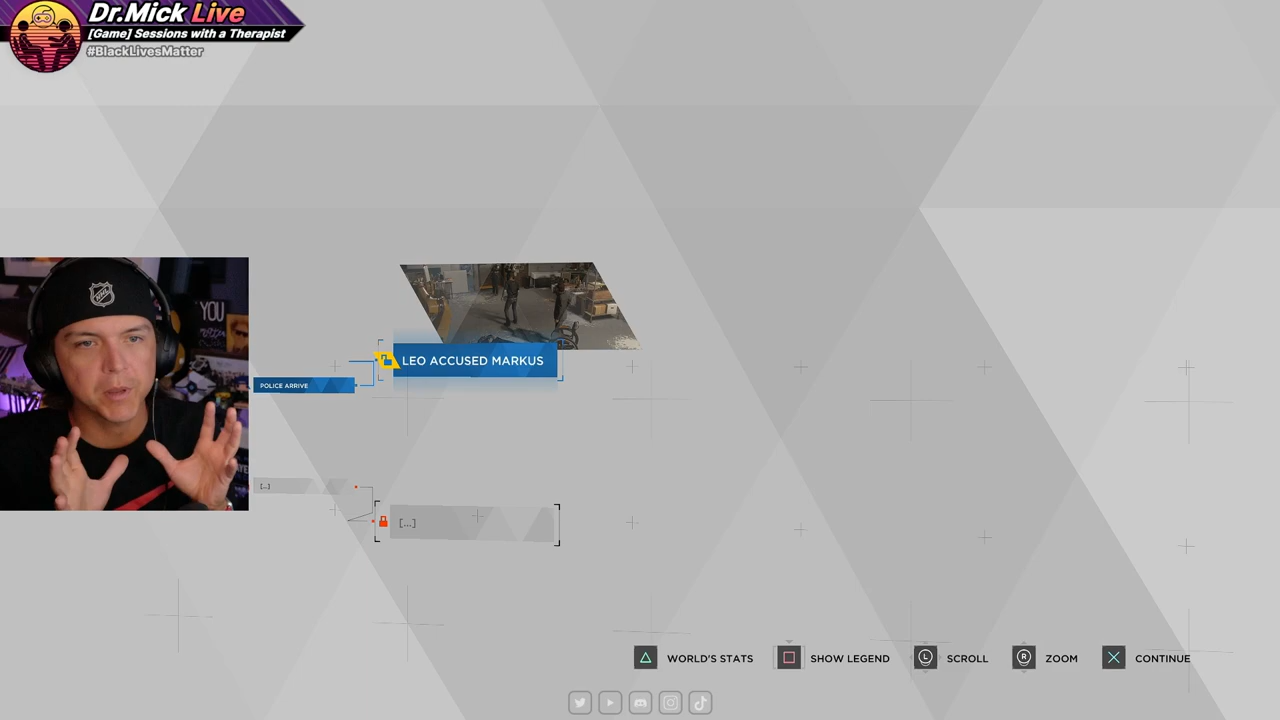 Dr.Mick Live
[Game] Sessions with a Therapist
#BlackLivesMatter
YOU
LEO ACCUSED MARKUS
POLICE ARRIVE
[...]
[...]
WORLD'S STATS
SHOW LEGEND
L
SCROLL
R
ZOOM
CONTINUE